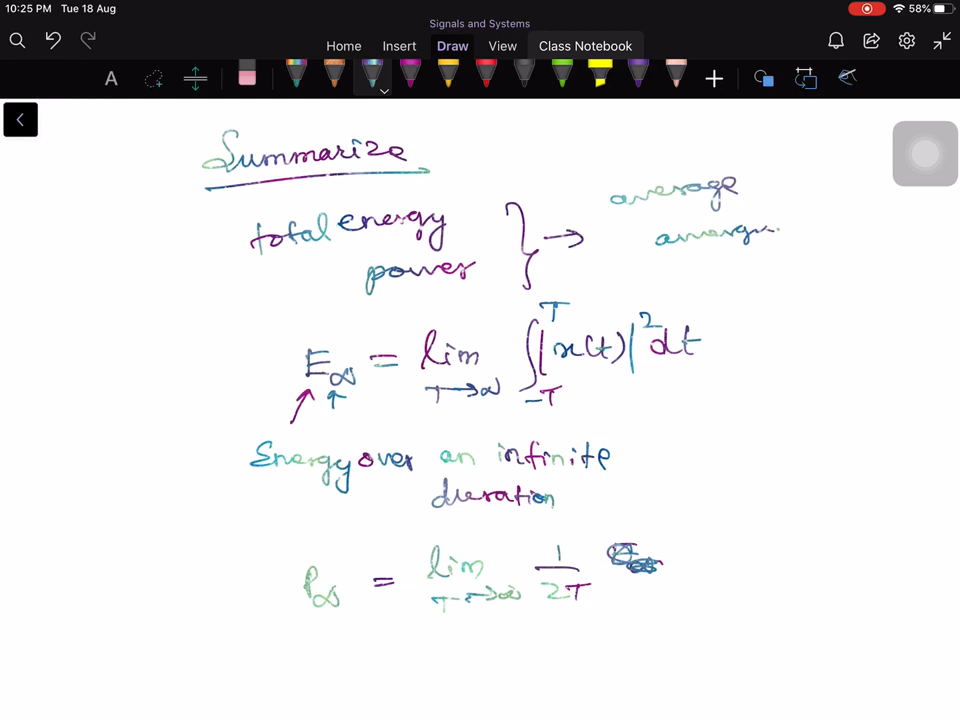 10:25 PM Tue 18 Aug 58%
Signals and Systems
Home Insert Draw View Class Notebook
A
Summarize
total energy } → average
power
E∞ = lim T→∞ ∫_{-T}^{T} |x(t)|² dt
Energy over an infinite
duration
P∞ = lim T→∞ 1/2T